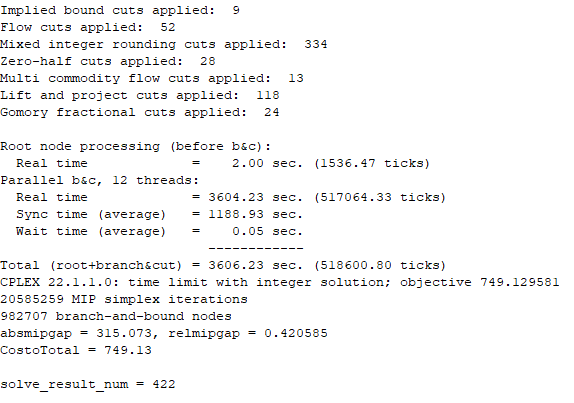 Implied bound cuts applied:  9
Flow cuts applied:  52
Mixed integer rounding cuts applied:  334
Zero-half cuts applied:  28
Multi commodity flow cuts applied:  13
Lift and project cuts applied:  118
Gomory fractional cuts applied:  24

Root node processing (before b&c):
  Real time             =    2.00 sec. (1536.47 ticks)
Parallel b&c, 12 threads:
  Real time             = 3604.23 sec. (517064.33 ticks)
  Sync time (average)   = 1188.93 sec.
  Wait time (average)   =    0.05 sec.
                          ------------
Total (root+branch&cut) = 3606.23 sec. (518600.80 ticks)
CPLEX 22.1.1.0: time limit with integer solution; objective 749.129581
20585259 MIP simplex iterations
982707 branch-and-bound nodes
absmipgap = 315.073, relmipgap = 0.420585
CostoTotal = 749.13

solve_result_num = 422